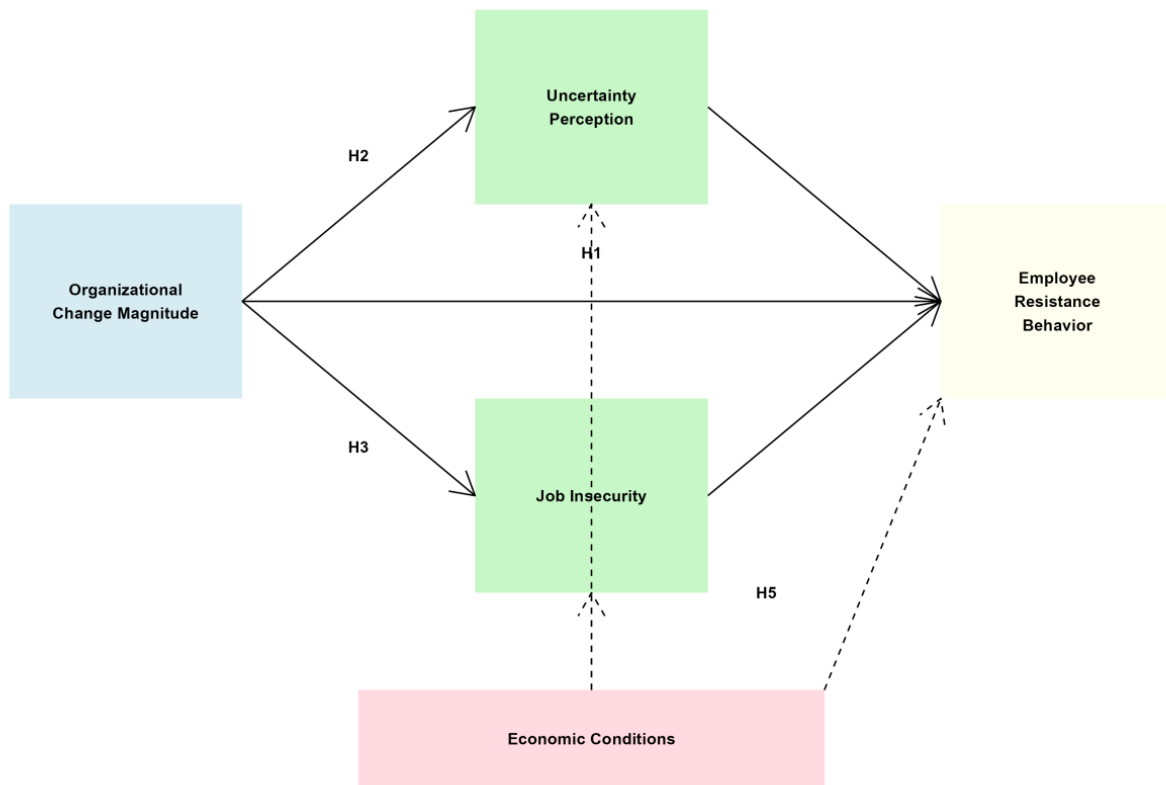 Uncertainty
Perception
H2
H1
Organizational
Change Magnitude
Employee
Resistance
Behavior
H3
Job Insecurity
H5
Economic Conditions